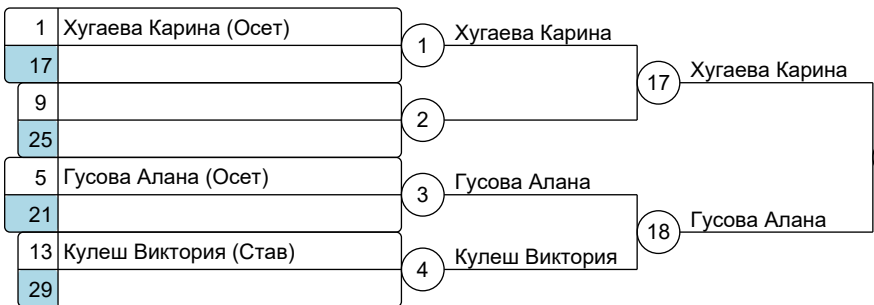 1 Хугаева Карина (Осет)
17
1 Хугаева Карина
9
25
2
17 Хугаева Карина
5 Гусова Алана (Осет)
21
3 Гусова Алана
13 Кулеш Виктория (Став)
29
4 Кулеш Виктория
18 Гусова Алана